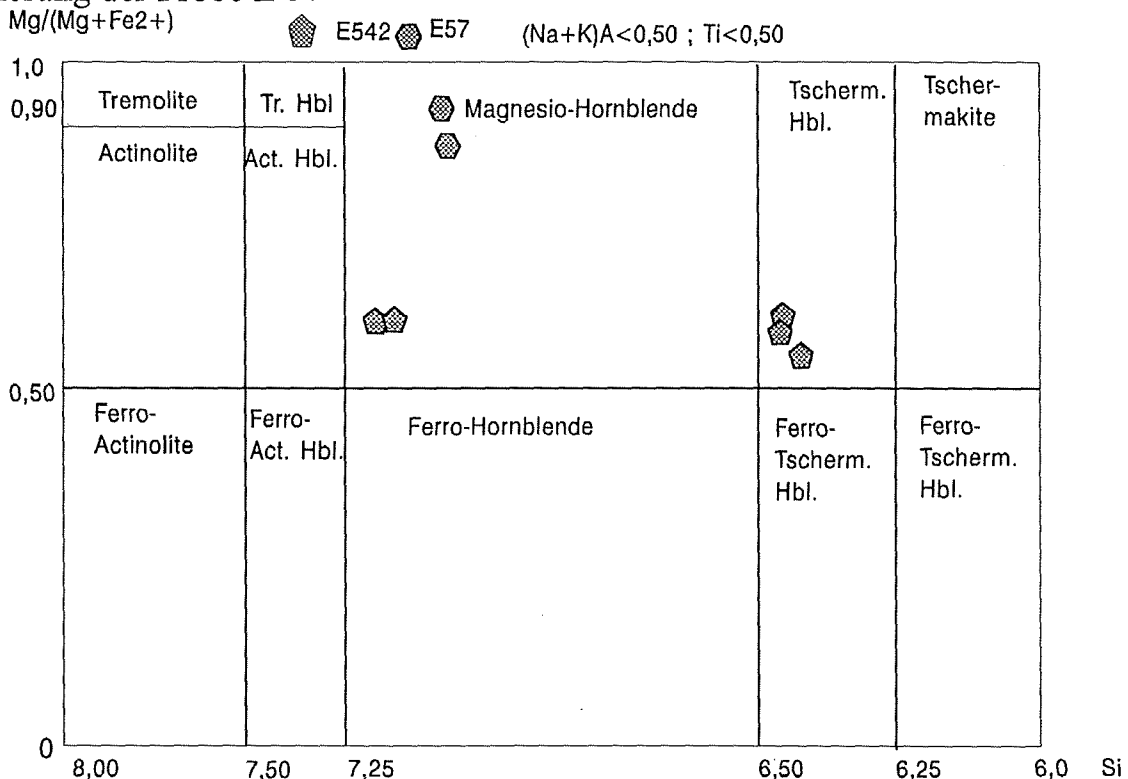 Mg/(Mg+Fe2+)
E542 E57 (Na+K)A<0,50 ; Ti<0,50
1,0
0,90
Tremolite
Tr. Hbl
Magnesio-Hornblende
Tscherm.
Hbl.
Tscher-
makite
Actinolite
Act. Hbl.
0,50
Ferro-
Actinolite
Ferro-
Act. Hbl.
Ferro-Hornblende
Ferro-
Tscherm.
Hbl.
Ferro-
Tscherm.
Hbl.
0
8,00 7,50 7,25 6,50 6,25 6,0 Si